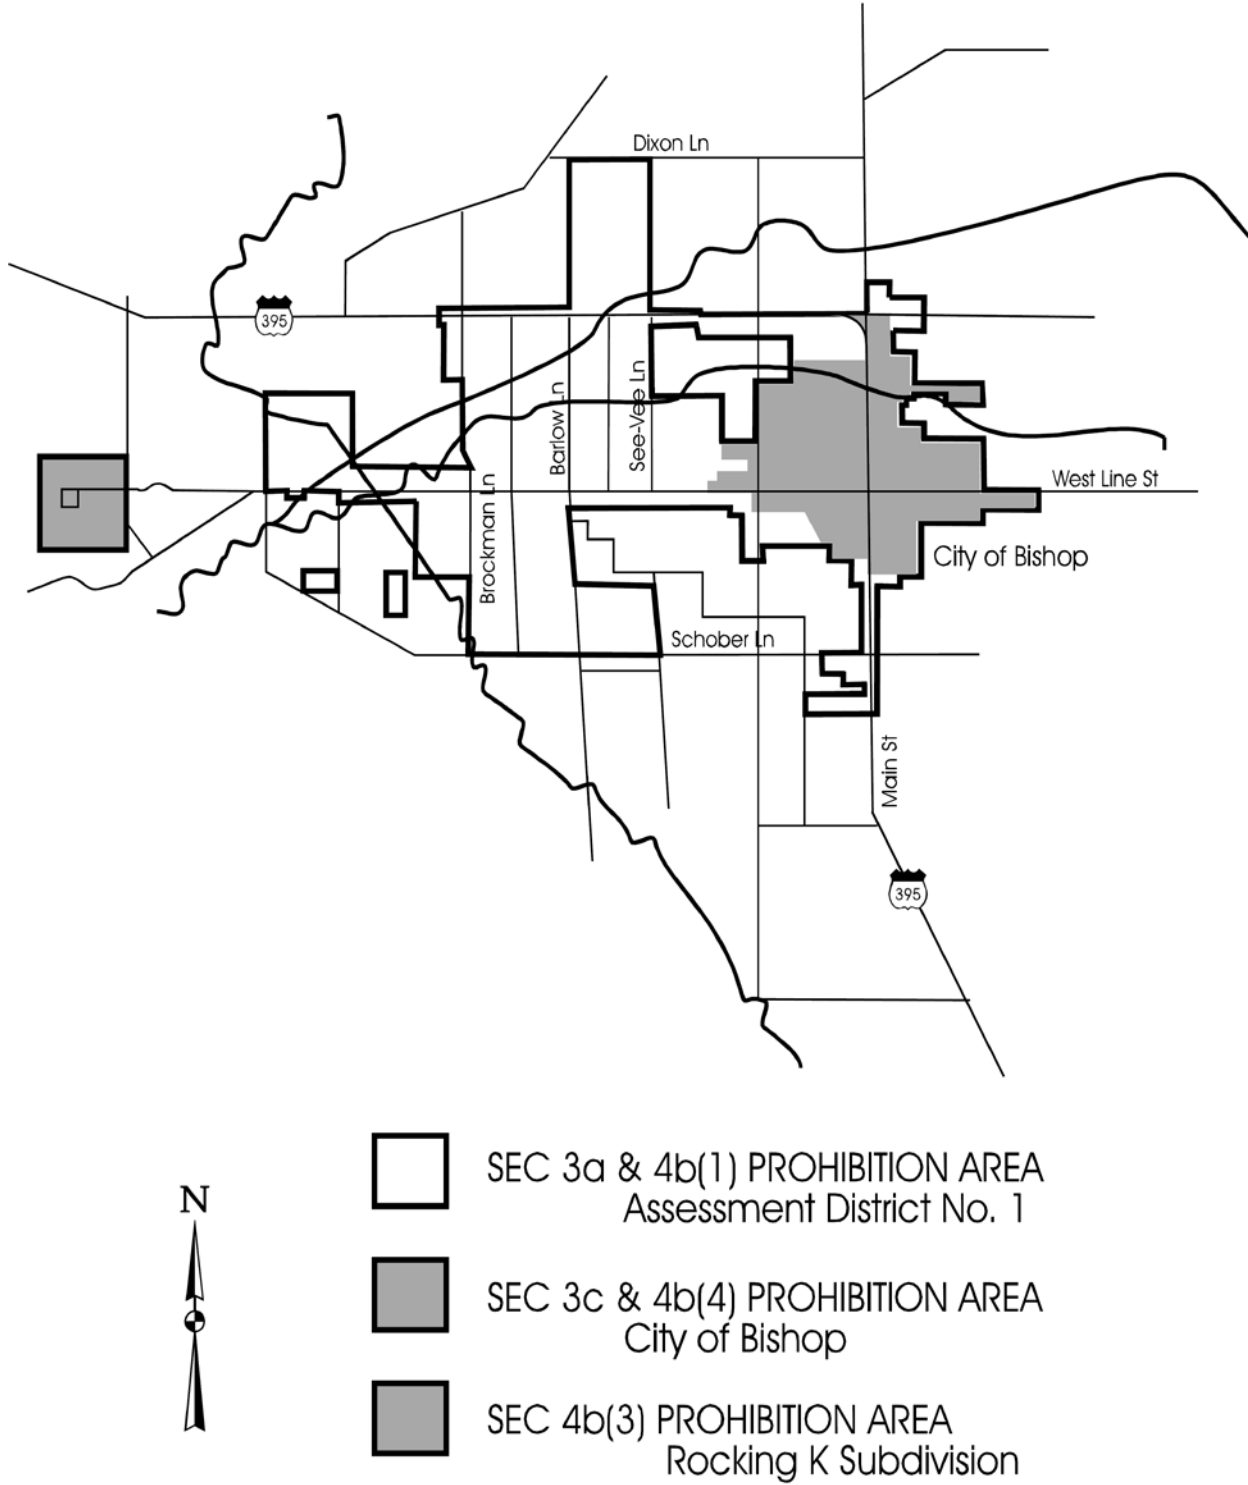 Dixon Ln
395
Barlow Ln
See-Vee Ln
West Line St
Brockman Ln
City of Bishop
Schober Ln
Main St
395
SEC 3a & 4b(1) PROHIBITION AREA
Assessment District No. 1
N
SEC 3c & 4b(4) PROHIBITION AREA
City of Bishop
SEC 4b(3) PROHIBITION AREA
Rocking K Subdivision